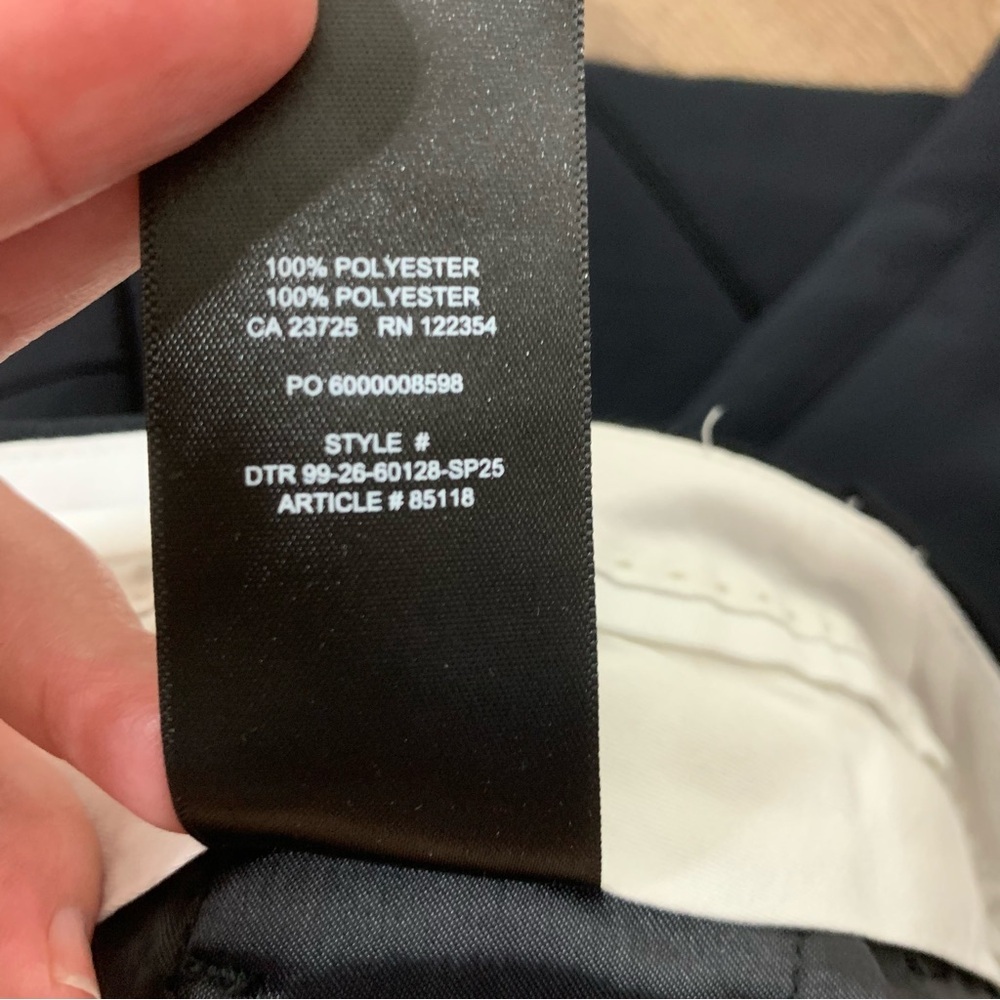 100% POLYESTER
100% POLYESTER
CA 23725 RN 122354
PO 6000008598
STYLE #
DTR 99-26-60128-SP25
ARTICLE # 85118